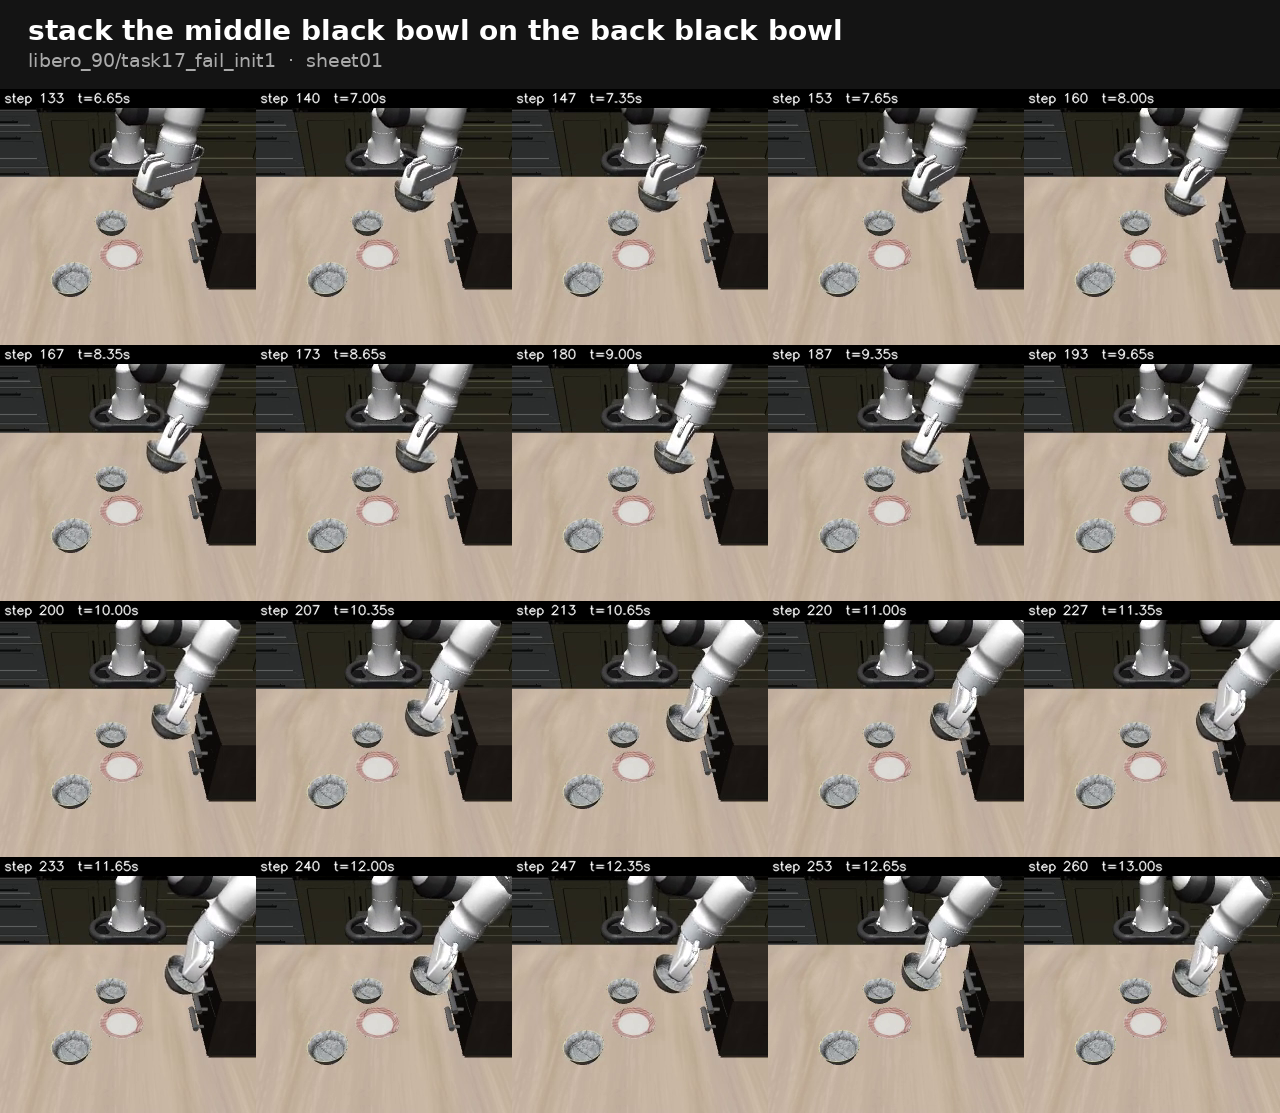 stack the middle black bowl on the back black bowl
libero_90/task17_fail_init1 · sheet01
step 133 t=6.65s
step 140 t=7.00s
step 147 t=7.35s
step 153 t=7.65s
step 160 t=8.00s
step 167 t=8.35s
step 173 t=8.65s
step 180 t=9.00s
step 187 t=9.35s
step 193 t=9.65s
step 200 t=10.00s
step 207 t=10.35s
step 213 t=10.65s
step 220 t=11.00s
step 227 t=11.35s
step 233 t=11.65s
step 240 t=12.00s
step 247 t=12.35s
step 253 t=12.65s
step 260 t=13.00s